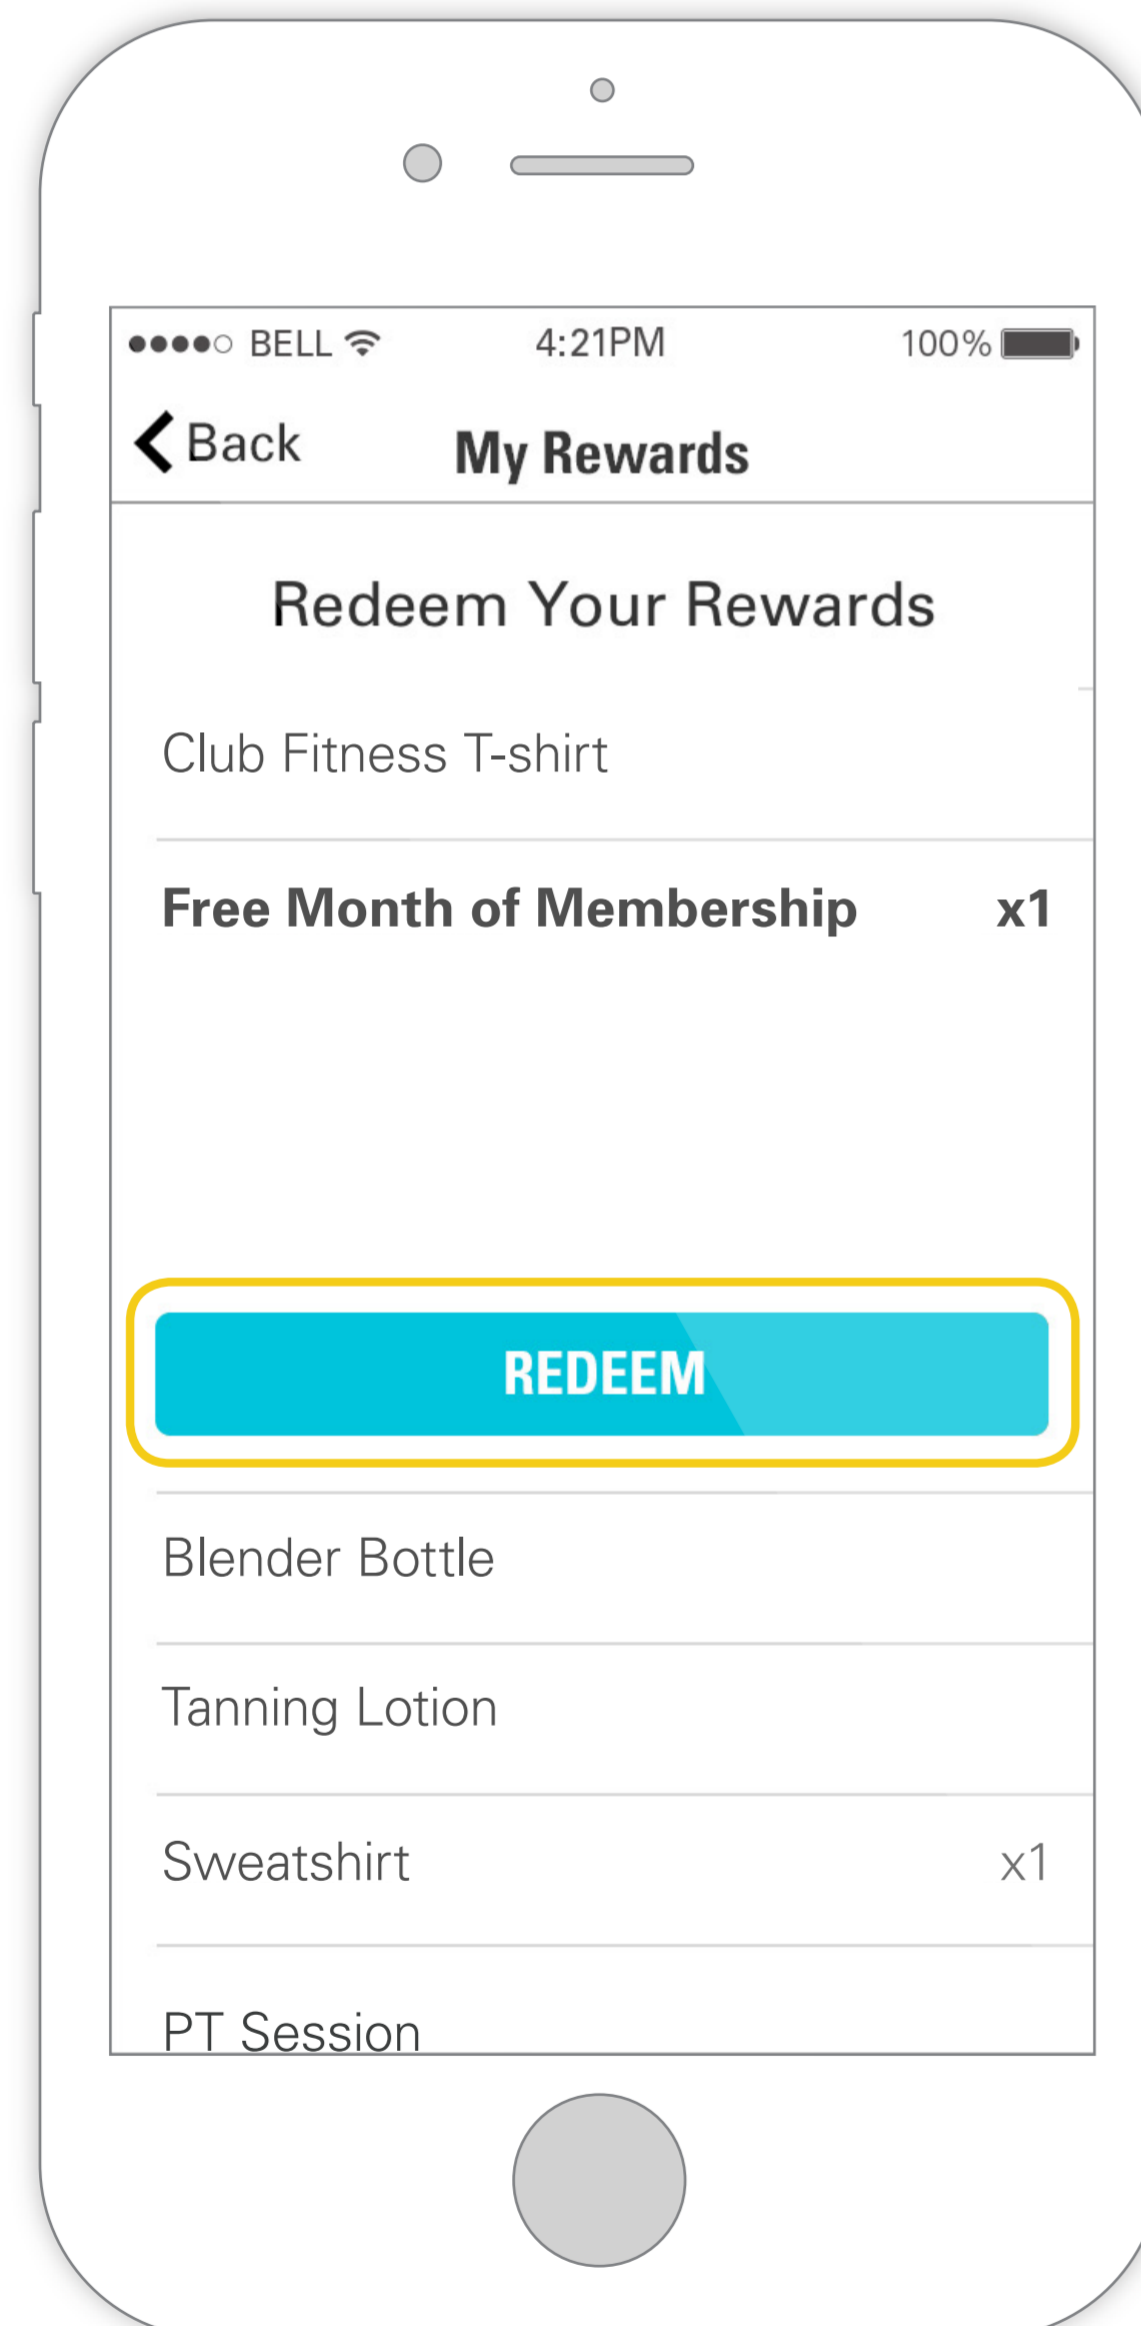 BELL 4:21PM 100%
Back My Rewards
Redeem Your Rewards
Club Fitness T-shirt
Free Month of Membership x1
REDEEM
Blender Bottle
Tanning Lotion
Sweatshirt x1
PT Session